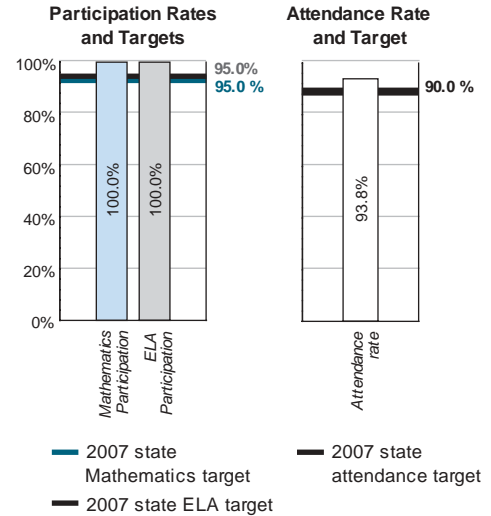 Participation Rates
and Targets
Attendance Rate
and Target
100%
80%
60%
40%
20%
0%
95.0%
95.0 %
90.0 %
100.0%
100.0%
93.8%
Mathematics
Participation
ELA
Participation
Attendance
rate
2007 state
Mathematics target
2007 state ELA target
2007 state
attendance target